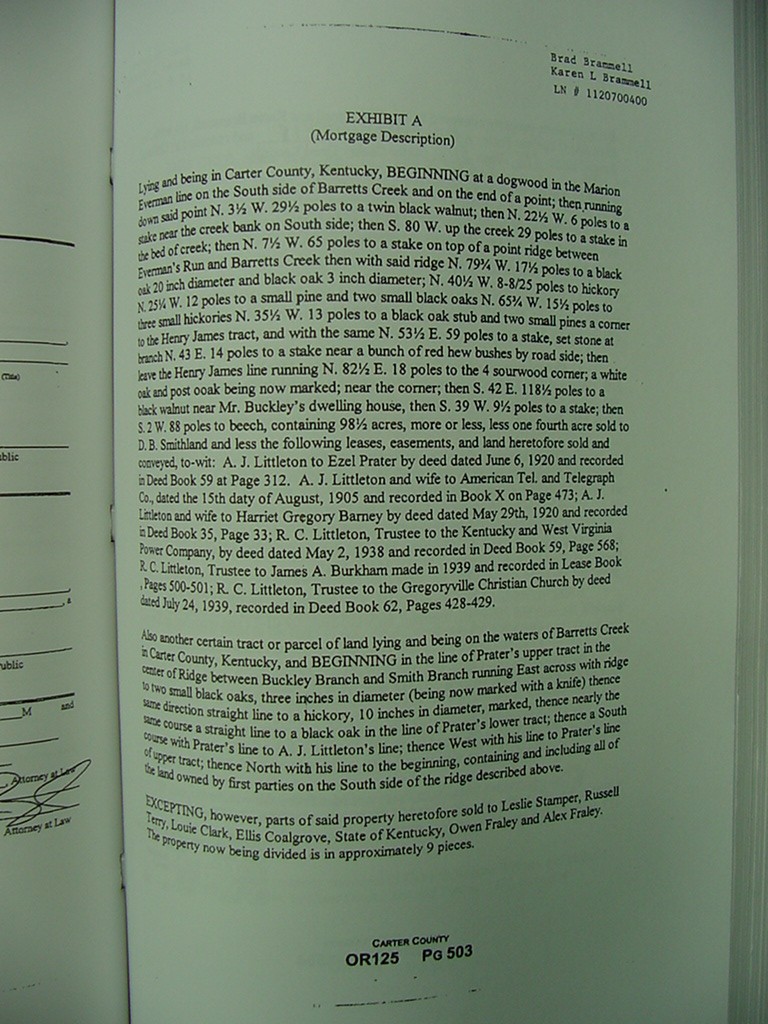 Brad Brammell
Karen L Brammell
LN # 1120700400
EXHIBIT A
(Mortgage Description)
Lying and being in Carter County, Kentucky, BEGINNING at a dogwood in the Marion
Everman line on the South side of Barretts Creek and on the end of a point; then running
down said point N. 3½ W. 29½ poles to a twin black walnut; then N. 22½ W. 6 poles to a
stake near the creek bank on South side; then S. 80 W. up the creek 29 poles to a stake in
the bed of creek; then N. 7½ W. 65 poles to a stake on top of a point ridge between
Everman's Run and Barretts Creek then with said ridge N. 79¾ W. 17½ poles to a black
oak 20 inch diameter and black oak 3 inch diameter; N. 40½ W. 8-8/25 poles to hickory
N. 25¼ W. 12 poles to a small pine and two small black oaks N. 65¾ W. 15½ poles to
three small hickories N. 35½ W. 13 poles to a black oak stub and two small pines a corner
to the Henry James tract, and with the same N. 53½ E. 59 poles to a stake, set stone at
branch N. 43 E. 14 poles to a stake near a bunch of red hew bushes by road side; then
leave the Henry James line running N. 82½ E. 18 poles to the 4 sourwood corner; a white
oak and post ooak being now marked; near the corner; then S. 42 E. 118½ poles to a
black walnut near Mr. Buckley's dwelling house, then S. 39 W. 9½ poles to a stake; then
S. 2 W. 88 poles to beech, containing 98½ acres, more or less, less one fourth acre sold to
D. B. Smithland and less the following leases, easements, and land heretofore sold and
conveyed, to-wit: A. J. Littleton to Ezel Prater by deed dated June 6, 1920 and recorded
in Deed Book 59 at Page 312. A. J. Littleton and wife to American Tel. and Telegraph
Co., dated the 15th daty of August, 1905 and recorded in Book X on Page 473; A. J.
Littleton and wife to Harriet Gregory Barney by deed dated May 29th, 1920 and recorded
in Deed Book 35, Page 33; R. C. Littleton, Trustee to the Kentucky and West Virginia
Power Company, by deed dated May 2, 1938 and recorded in Deed Book 59, Page 568;
R. C. Littleton, Trustee to James A. Burkham made in 1939 and recorded in Lease Book
, Pages 500-501; R. C. Littleton, Trustee to the Gregoryville Christian Church by deed
dated July 24, 1939, recorded in Deed Book 62, Pages 428-429.
Also another certain tract or parcel of land lying and being on the waters of Barretts Creek
in Carter County, Kentucky, and BEGINNING in the line of Prater's upper tract in the
center of Ridge between Buckley Branch and Smith Branch running East across with ridge
to two small black oaks, three inches in diameter (being now marked with a knife) thence
same direction straight line to a hickory, 10 inches in diameter, marked, thence nearly the
same course a straight line to a black oak in the line of Prater's lower tract; thence a South
course with Prater's line to A. J. Littleton's line; thence West with his line to Prater's line
of upper tract; thence North with his line to the beginning, containing and including all of
the land owned by first parties on the South side of the ridge described above.
EXCEPTING, however, parts of said property heretofore sold to Leslie Stamper, Russell
Terry, Louie Clark, Ellis Coalgrove, State of Kentucky, Owen Fraley and Alex Fraley.
The property now being divided is in approximately 9 pieces.
CARTER COUNTY
OR125 PG 503
(Title)
ublic
, a
ublic
M and
, Attorney at Law
Attorney at Law